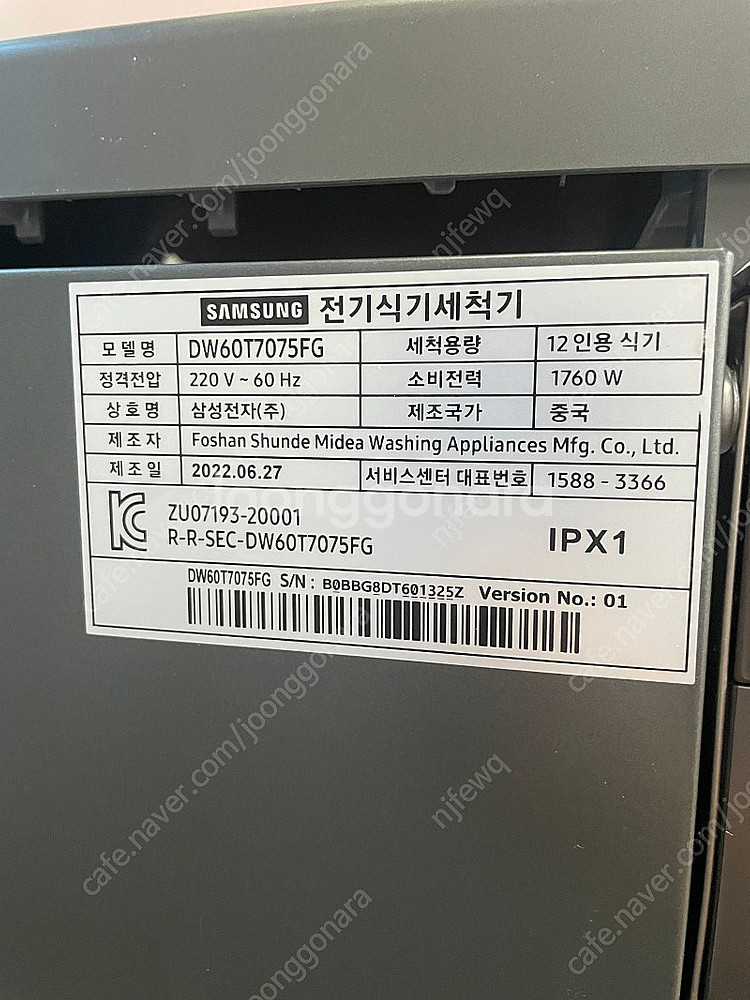 SAMSUNG 전기식기세척기
모델명 DW60T7075FG 세척용량 12 인용 식기
정격전압 220 V ~ 60 Hz 소비전력 1760 W
상호명 삼성전자(주) 제조국가 중국
제조자 Foshan Shunde Midea Washing Appliances Mfg. Co., Ltd.
제조일 2022.06.27 서비스센터 대표번호 1588 - 3366
joonggonara
ZU07193-20001
R-R-SEC-DW60T7075FG IPX1
DW60T7075FG S/N : B0BBG8DT601325Z Version No.: 01
cafe.naver.com/joonggonara
njfewq